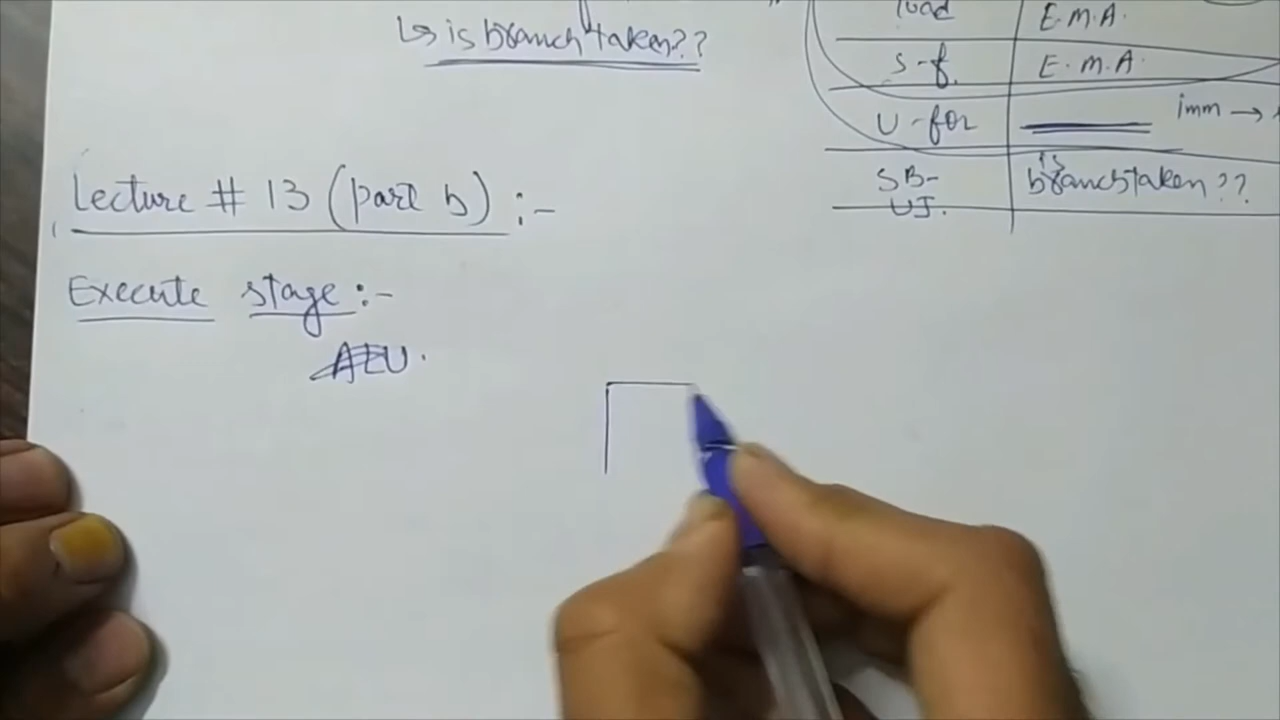 is branch taken??
load E.M.A.
S-f. E.M.A.
U-for imm →
SB- is
UJ. branch taken??
Lecture # 13 (part b) :-
Execute stage :-
ALU.